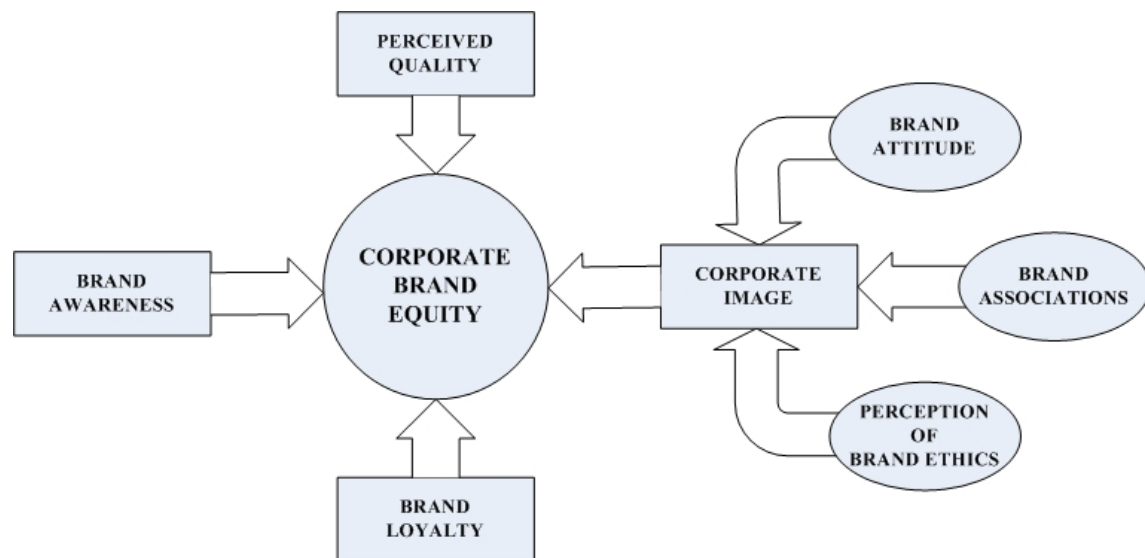 PERCEIVED
QUALITY
BRAND
ATTITUDE
CORPORATE
BRAND
EQUITY
BRAND
AWARENESS
CORPORATE
IMAGE
BRAND
ASSOCIATIONS
PERCEPTION
OF
BRAND ETHICS
BRAND
LOYALTY